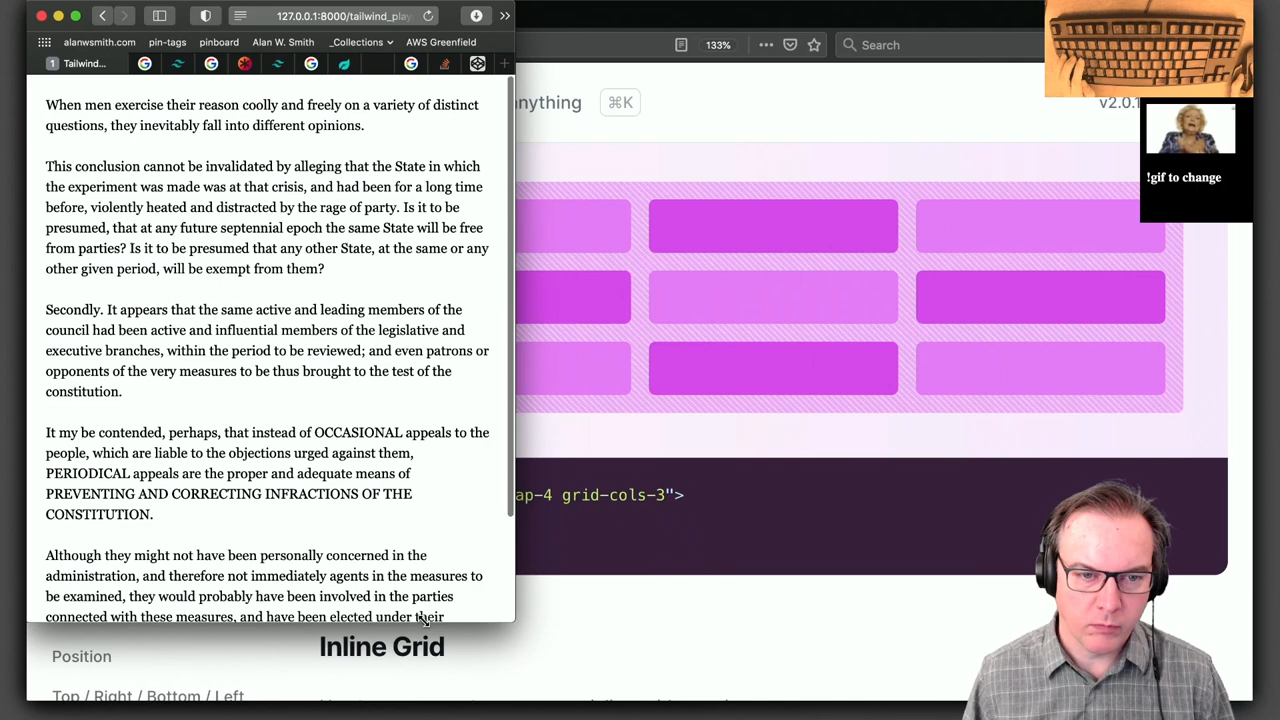 127.0.0.1:8000/tailwind_play
alanwsmith.com pin-tags pinboard Alan W. Smith _Collections AWS Greenfield
1 Tailwind...
When men exercise their reason coolly and freely on a variety of distinct
questions, they inevitably fall into different opinions.
This conclusion cannot be invalidated by alleging that the State in which
the experiment was made was at that crisis, and had been for a long time
before, violently heated and distracted by the rage of party. Is it to be
presumed, that at any future septennial epoch the same State will be free
from parties? Is it to be presumed that any other State, at the same or any
other given period, will be exempt from them?
Secondly. It appears that the same active and leading members of the
council had been active and influential members of the legislative and
executive branches, within the period to be reviewed; and even patrons or
opponents of the very measures to be thus brought to the test of the
constitution.
It my be contended, perhaps, that instead of OCCASIONAL appeals to the
people, which are liable to the objections urged against them,
PERIODICAL appeals are the proper and adequate means of
PREVENTING AND CORRECTING INFRACTIONS OF THE
CONSTITUTION.
Although they might not have been personally concerned in the
administration, and therefore not immediately agents in the measures to
be examined, they would probably have been involved in the parties
connected with these measures, and have been elected under their
133%
Search
anything ⌘K
v2.0.1
!gif to change
ap-4 grid-cols-3">
Inline Grid
Position
Top / Right / Bottom / Left